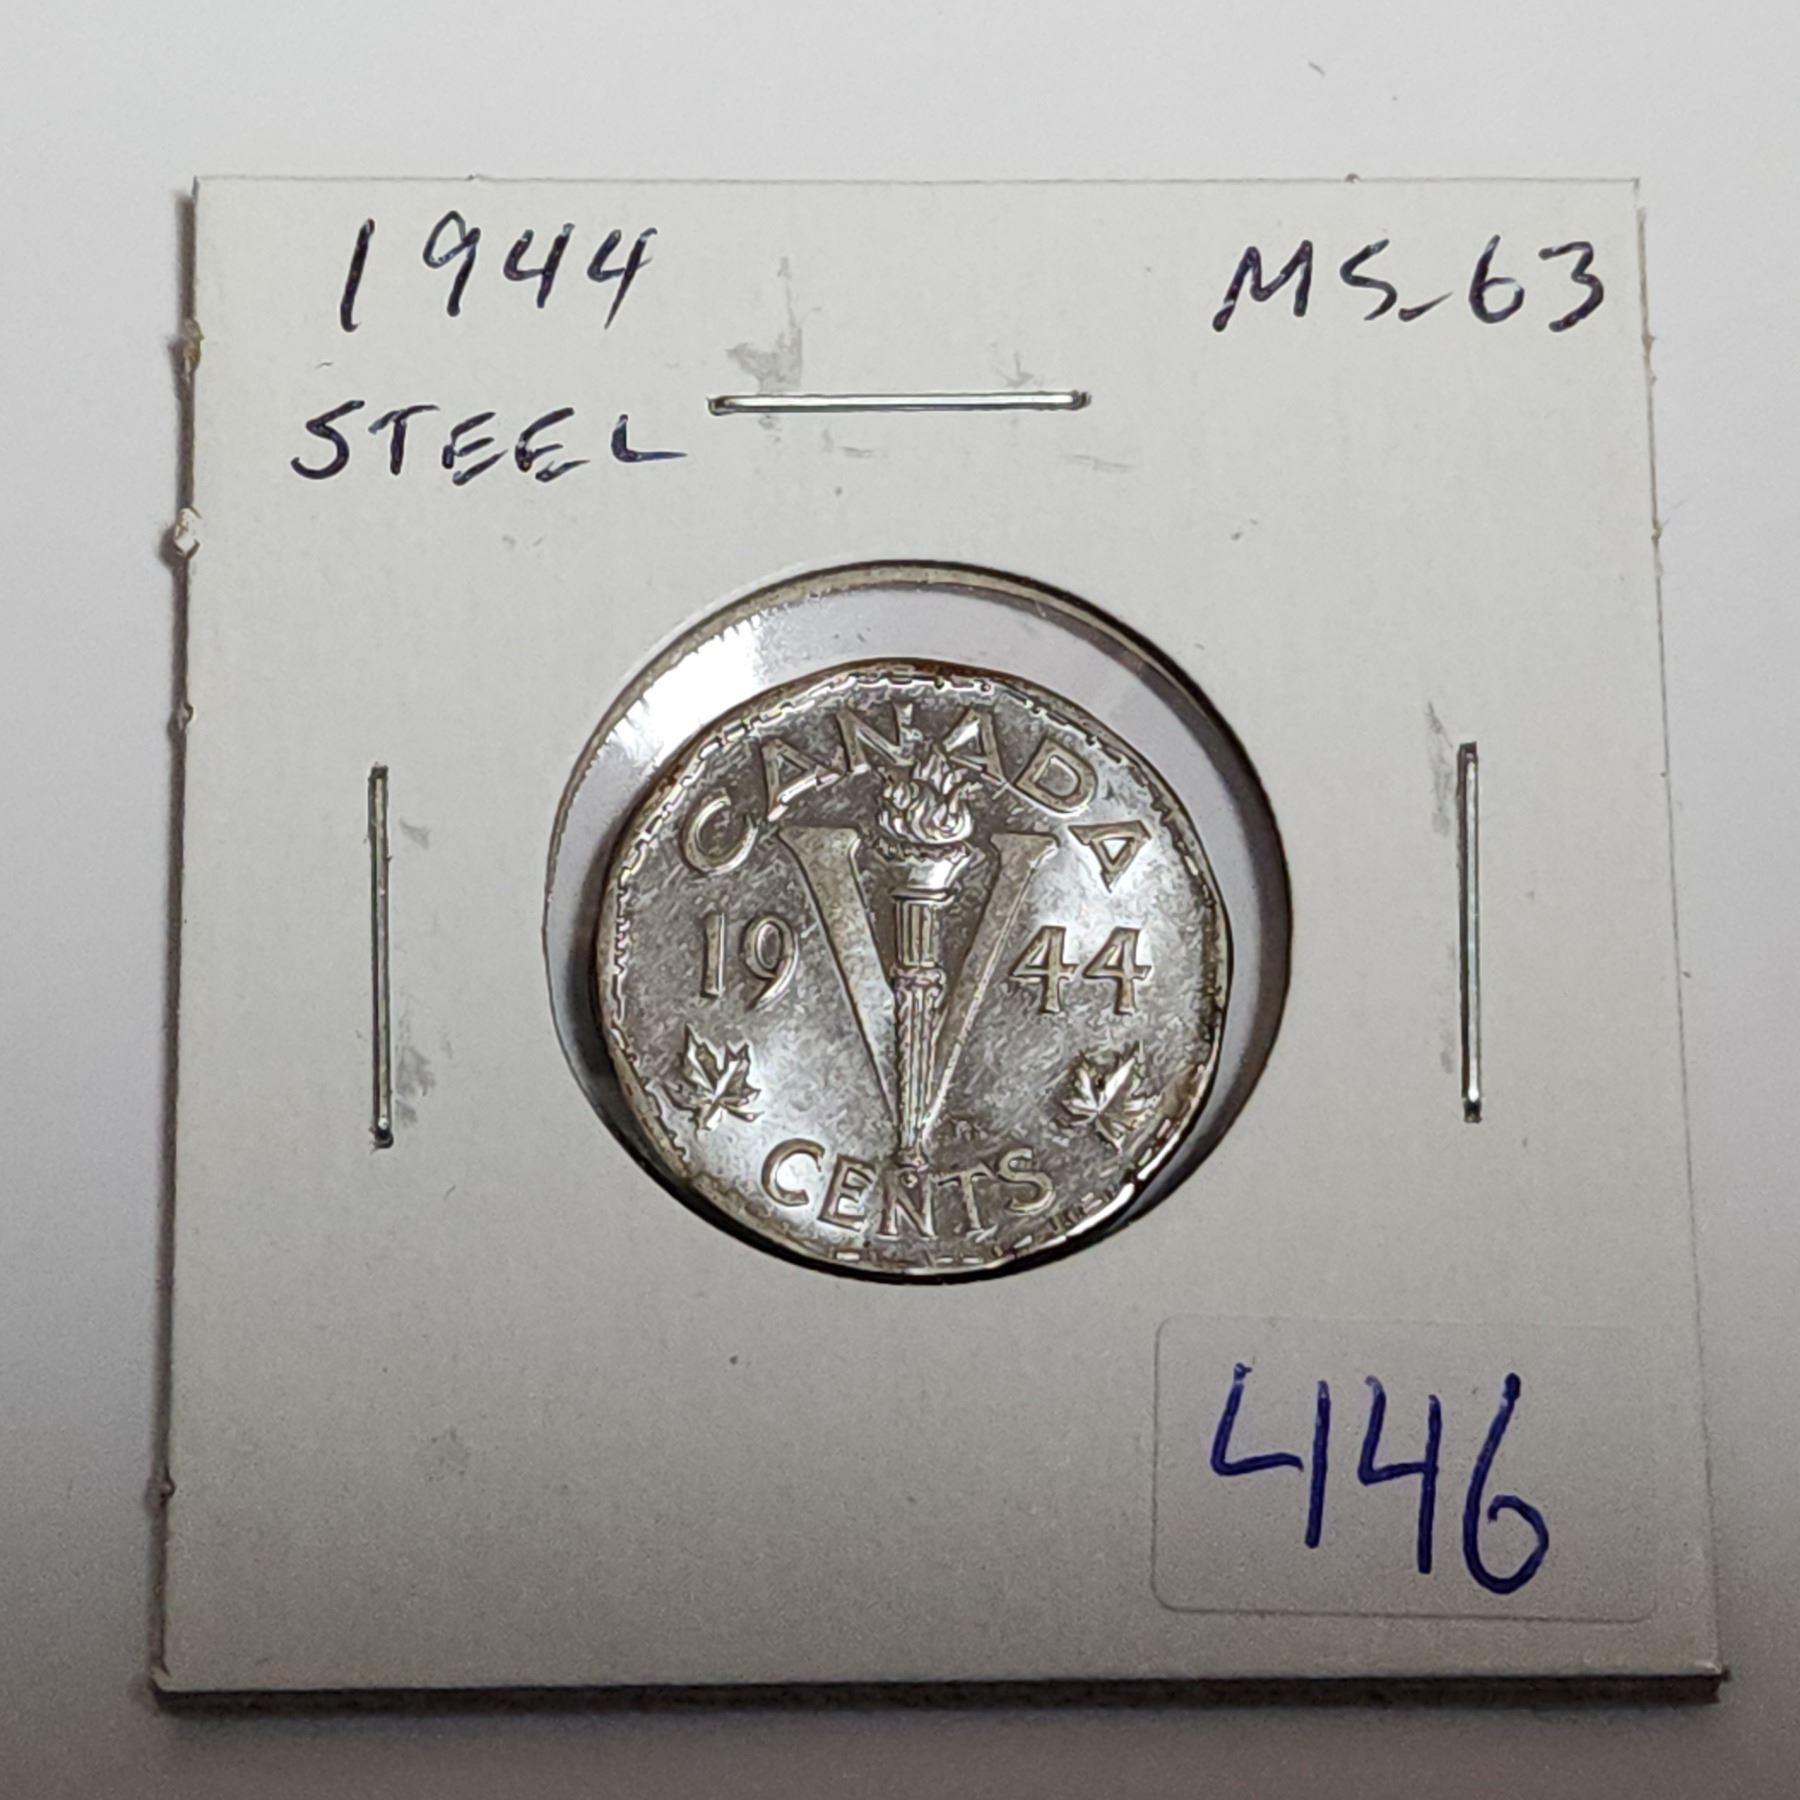 1944 MS-63
STEEL
CANADA
19 V 44
CENTS
446